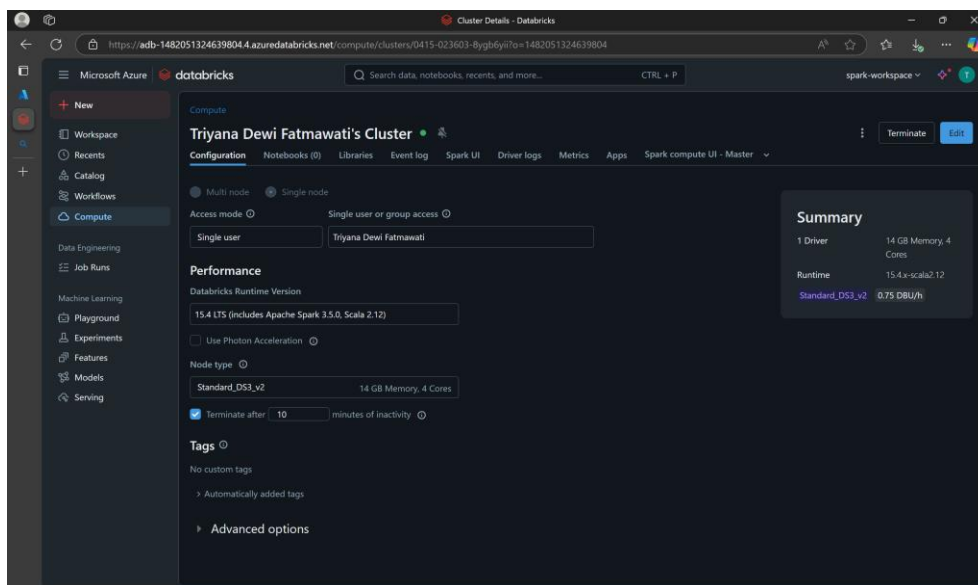 Cluster Details - Databricks
https://adb-1482051324639804.4.azuredatabricks.net/compute/clusters/0415-023603-8ygb6yii?o=1482051324639804
Microsoft Azure databricks
Search data, notebooks, recents, and more... CTRL + P
spark-workspace
T
New
Workspace
Recents
Catalog
Workflows
Compute
Data Engineering
Job Runs
Machine Learning
Playground
Experiments
Features
Models
Serving
Compute
Triyana Dewi Fatmawati's Cluster
Terminate Edit
Configuration Notebooks (0) Libraries Event log Spark UI Driver logs Metrics Apps Spark compute UI - Master
Multi node Single node
Access mode Single user or group access
Single user Triyana Dewi Fatmawati
Performance
Databricks Runtime Version
15.4 LTS (includes Apache Spark 3.5.0, Scala 2.12)
Use Photon Acceleration
Node type
Standard_DS3_v2 14 GB Memory, 4 Cores
Terminate after 10 minutes of inactivity
Tags
No custom tags
Automatically added tags
Advanced options
Summary
1 Driver 14 GB Memory, 4
Cores
Runtime 15.4.x-scala2.12
Standard_DS3_v2 0.75 DBU/h